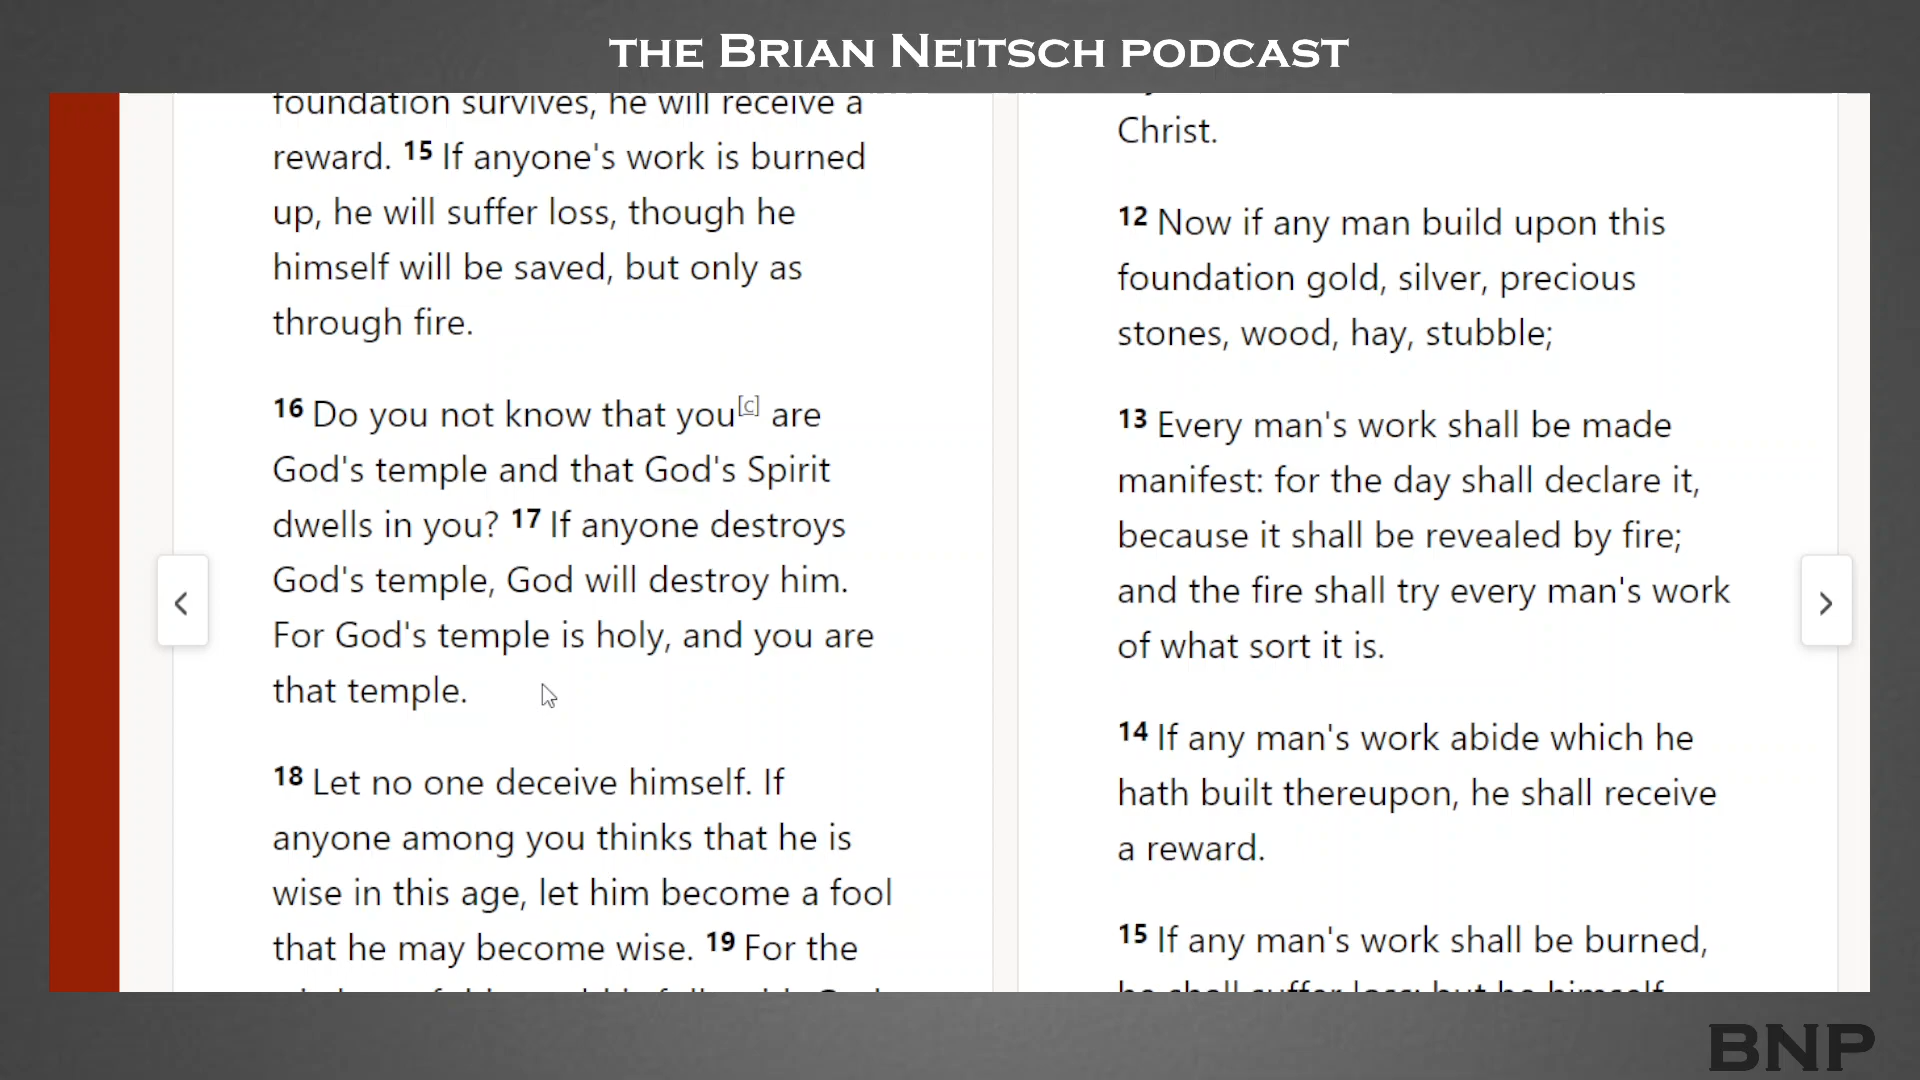 THE BRIAN NEITSCH PODCAST
foundation survives, he will receive a
reward. 15 If anyone's work is burned
up, he will suffer loss, though he
himself will be saved, but only as
through fire.
16 Do you not know that you[c] are
God's temple and that God's Spirit
dwells in you? 17 If anyone destroys
God's temple, God will destroy him.
For God's temple is holy, and you are
that temple.
18 Let no one deceive himself. If
anyone among you thinks that he is
wise in this age, let him become a fool
that he may become wise. 19 For the
Christ.
12 Now if any man build upon this
foundation gold, silver, precious
stones, wood, hay, stubble;
13 Every man's work shall be made
manifest: for the day shall declare it,
because it shall be revealed by fire;
and the fire shall try every man's work
of what sort it is.
14 If any man's work abide which he
hath built thereupon, he shall receive
a reward.
15 If any man's work shall be burned,
he shall suffer loss: but he himself
BNP